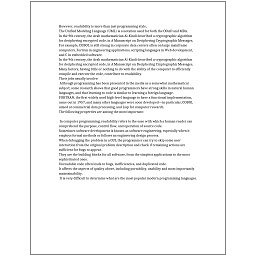 However, readability is more than just programming style.
The Unified Modeling Language (UML) is a notation used for both the OOAD and MDA.
In the 9th century, the Arab mathematician Al-Kindi described a cryptographic algorithm
for deciphering encrypted code, in A Manuscript on Deciphering Cryptographic Messages.
For example, COBOL is still strong in corporate data centers often on large mainframe
computers, Fortran in engineering applications, scripting languages in Web development,
and C in embedded software.
In the 9th century, the Arab mathematician Al-Kindi described a cryptographic algorithm
for deciphering encrypted code, in A Manuscript on Deciphering Cryptographic Messages.
Many factors, having little or nothing to do with the ability of the computer to efficiently
compile and execute the code, contribute to readability.
Their jobs usually involve:
Although programming has been presented in the media as a somewhat mathematical
subject, some research shows that good programmers have strong skills in natural human
languages, and that learning to code is similar to learning a foreign language.
FORTRAN, the first widely used high-level language to have a functional implementation,
came out in 1957, and many other languages were soon developed—in particular, COBOL
aimed at commercial data processing, and Lisp for computer research.
The following properties are among the most important:

In computer programming, readability refers to the ease with which a human reader can
comprehend the purpose, control flow, and operation of source code.
Sometimes software development is known as software engineering, especially when it
employs formal methods or follows an engineering design process.
When debugging the problem in a GUI, the programmer can try to skip some user
interaction from the original problem description and check if remaining actions are
sufficient for bugs to appear.
They are the building blocks for all software, from the simplest applications to the most
sophisticated ones.
Unreadable code often leads to bugs, inefficiencies, and duplicated code.
It affects the aspects of quality above, including portability, usability and most importantly
maintainability.
It is very difficult to determine what are the most popular modern programming languages.